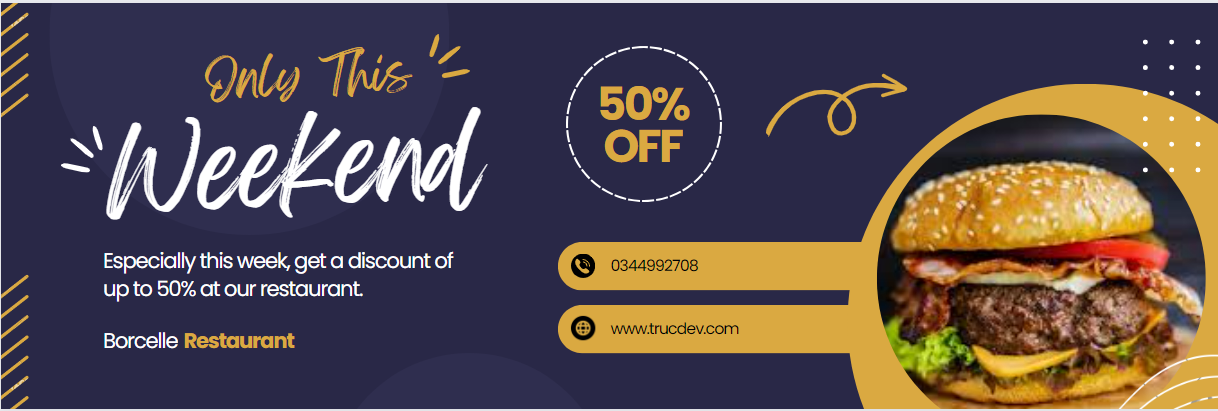 Only This
Weekend
Especially this week, get a discount of
up to 50% at our restaurant.
Borcelle Restaurant
50%
OFF
0344992708
www.trucdev.com